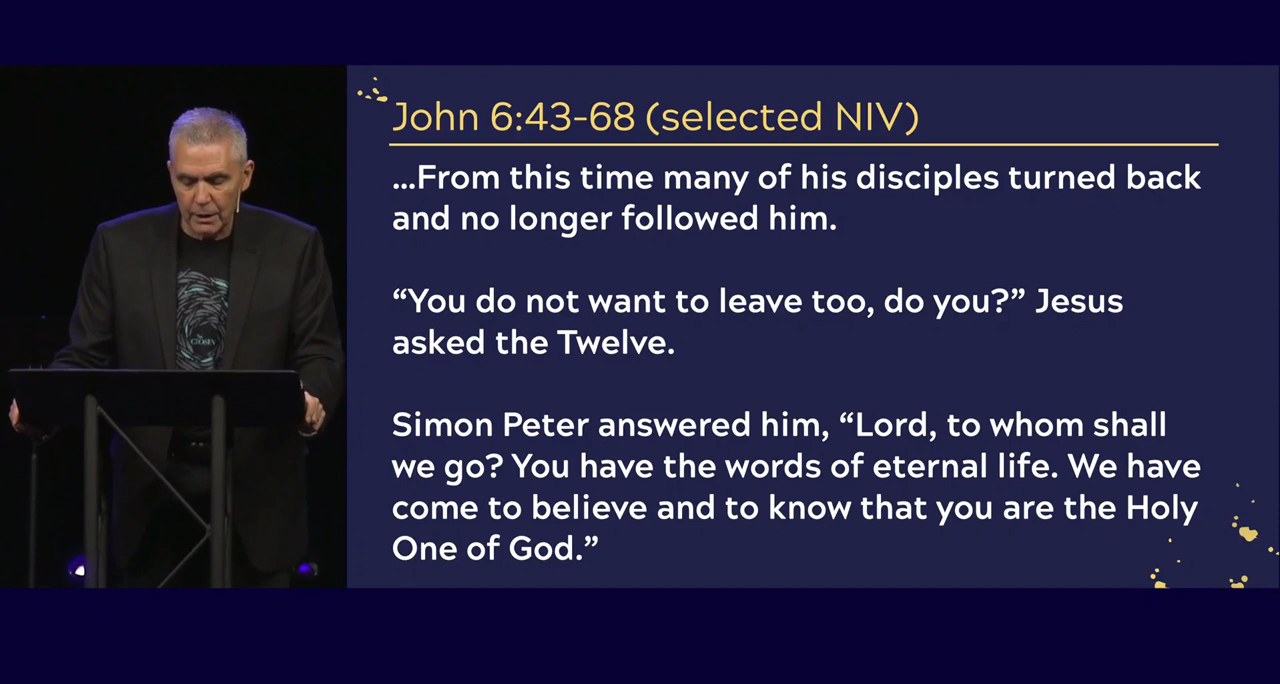 John 6:43-68 (selected NIV)
...From this time many of his disciples turned back
and no longer followed him.
“You do not want to leave too, do you?” Jesus
asked the Twelve.
Simon Peter answered him, “Lord, to whom shall
we go? You have the words of eternal life. We have
come to believe and to know that you are the Holy
One of God.”
The
CHOSEN